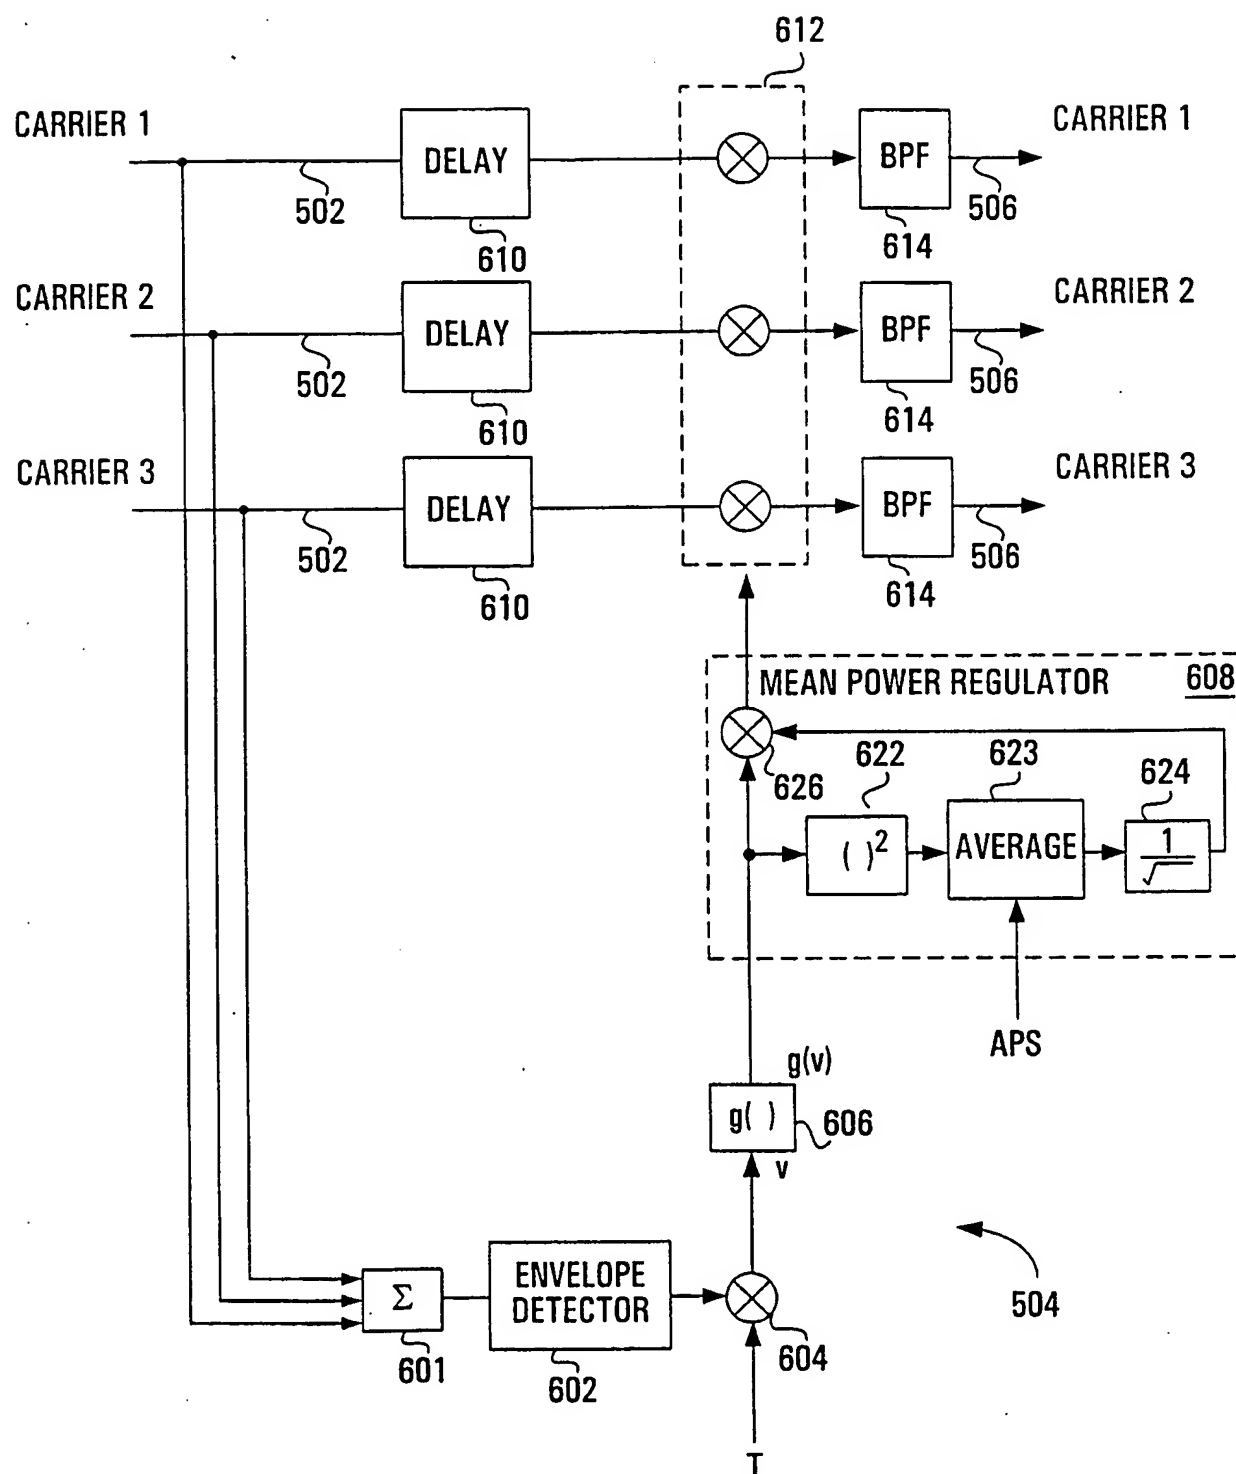 612
CARRIER 1
DELAY
BPF
CARRIER 1
502
610
614
506
CARRIER 2
DELAY
BPF
CARRIER 2
502
610
614
506
CARRIER 3
DELAY
BPF
CARRIER 3
502
610
614
506
MEAN POWER REGULATOR 608
626
622
623
624
( )2
AVERAGE
1
√
APS
g(v)
g( )
606
v
Σ
ENVELOPE
DETECTOR
601
602
604
504
T